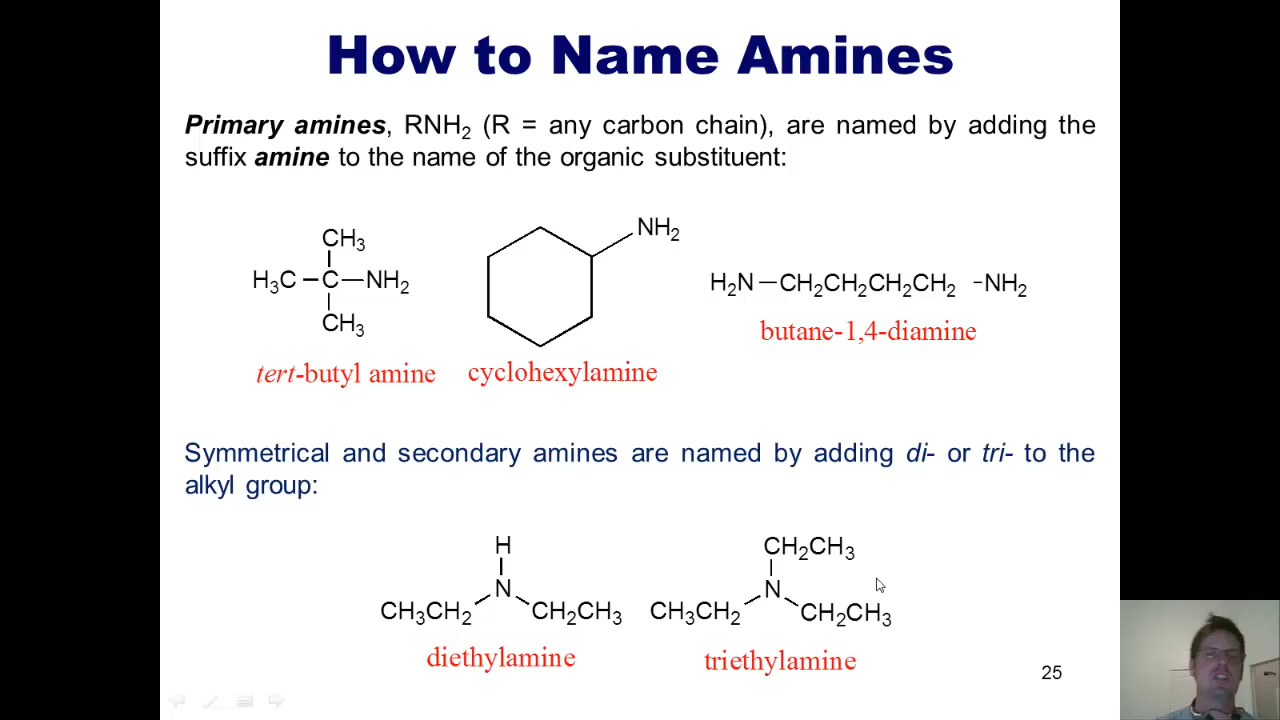 How to Name Amines
Primary amines, RNH₂ (R = any carbon chain), are named by adding the
suffix amine to the name of the organic substituent:
CH₃
H₃C C NH₂
CH₃
tert-butyl amine
NH₂
cyclohexylamine
H₂N CH₂CH₂CH₂CH₂ NH₂
butane-1,4-diamine
Symmetrical and secondary amines are named by adding di- or tri- to the
alkyl group:
H
N
CH₃CH₂ CH₂CH₃
diethylamine
CH₂CH₃
N
CH₃CH₂ CH₂CH₃
triethylamine
25